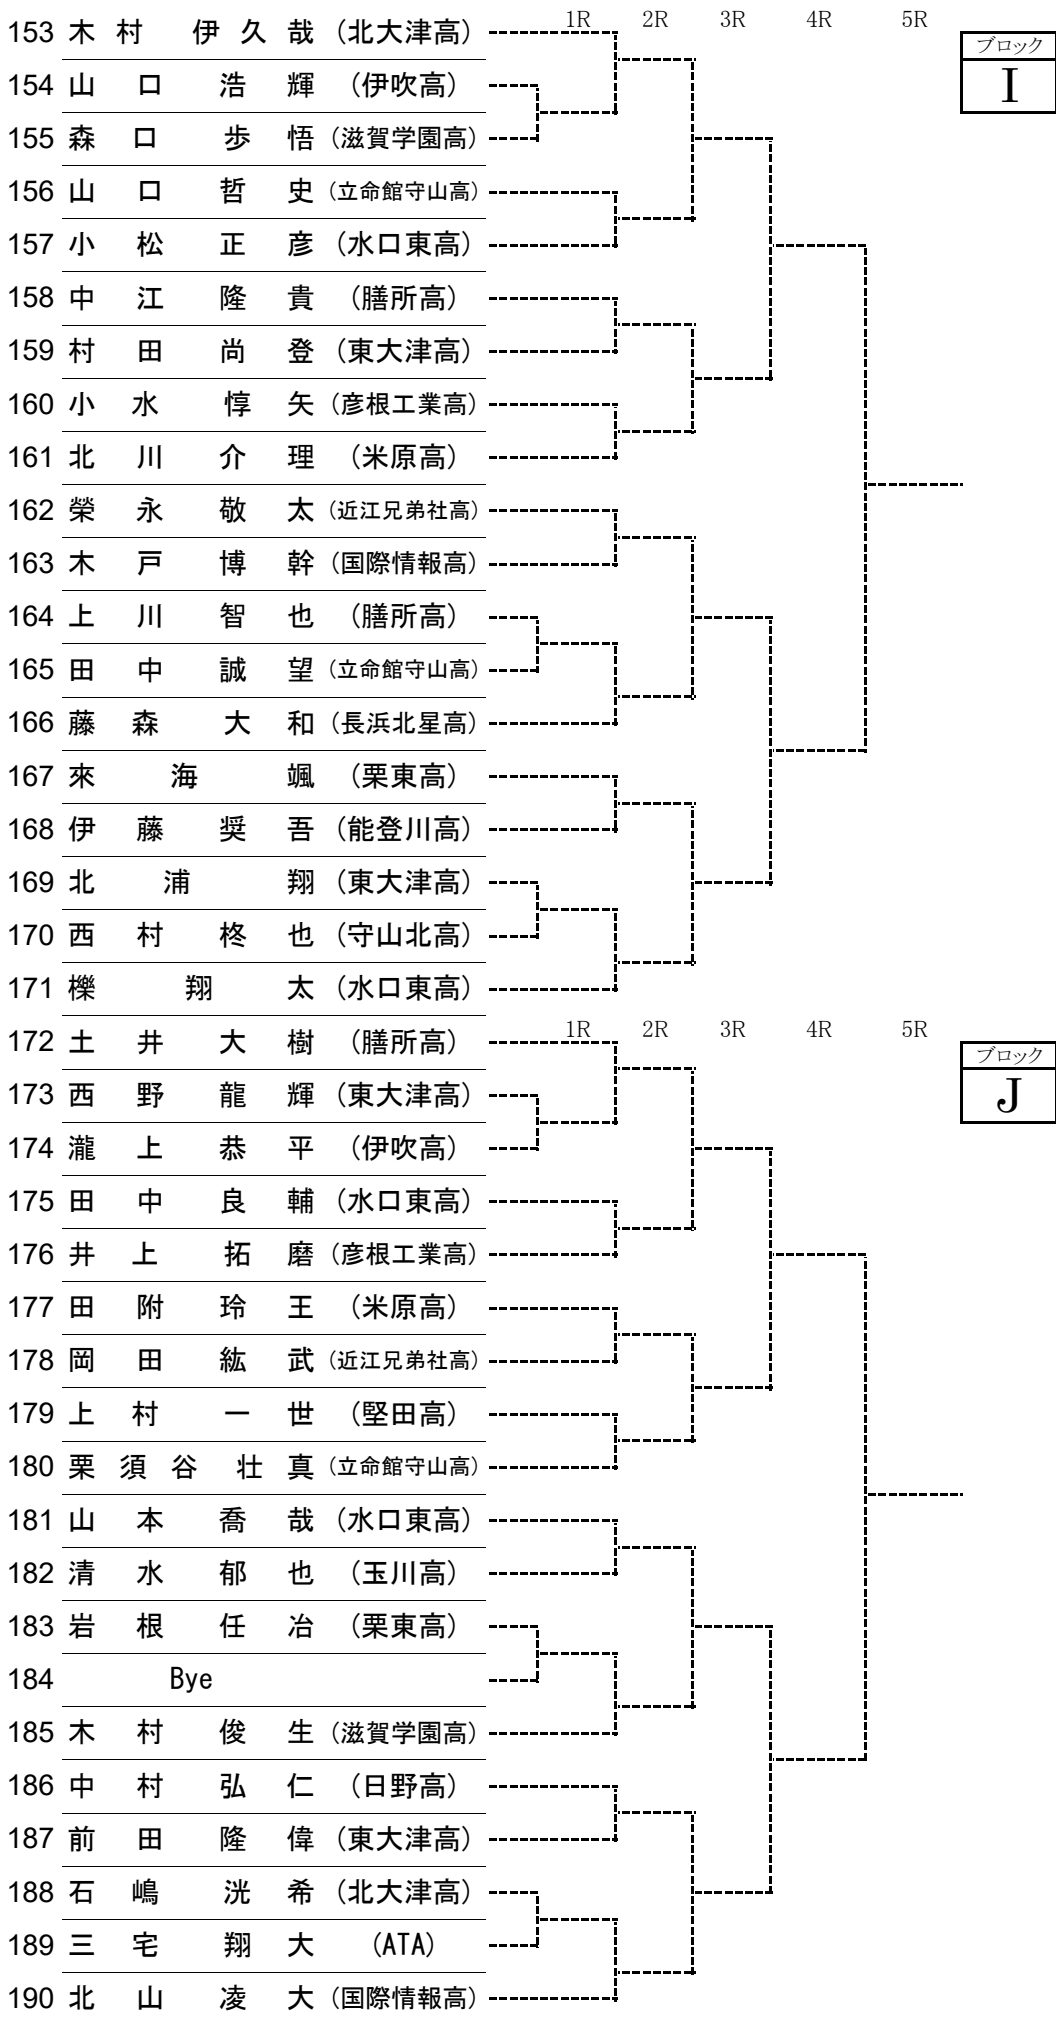 1R 2R 3R 4R 5R
153 木村 伊久哉 (北大津高)
ブロック
I
154 山口 浩輝 (伊吹高)
155 森口 歩悟 (滋賀学園高)
156 山口 哲史 (立命館守山高)
157 小松 正彦 (水口東高)
158 中江 隆貴 (膳所高)
159 村田 尚登 (東大津高)
160 小水 惇矢 (彦根工業高)
161 北川 介理 (米原高)
162 榮永 敬太 (近江兄弟社高)
163 木戸 博幹 (国際情報高)
164 上川 智也 (膳所高)
165 田中 誠望 (立命館守山高)
166 藤森 大和 (長浜北星高)
167 來海 颯 (栗東高)
168 伊藤 奨吾 (能登川高)
169 北浦 翔 (東大津高)
170 西村 柊也 (守山北高)
171 櫟 翔太 (水口東高)
1R 2R 3R 4R 5R
172 土井 大樹 (膳所高)
ブロック
J
173 西野 龍輝 (東大津高)
174 瀧上 恭平 (伊吹高)
175 田中 良輔 (水口東高)
176 井上 拓磨 (彦根工業高)
177 田附 玲王 (米原高)
178 岡田 紘武 (近江兄弟社高)
179 上村 一世 (堅田高)
180 栗須谷 壮真 (立命館守山高)
181 山本 喬哉 (水口東高)
182 清水 郁也 (玉川高)
183 岩根 任冶 (栗東高)
184 Bye
185 木村 俊生 (滋賀学園高)
186 中村 弘仁 (日野高)
187 前田 隆偉 (東大津高)
188 石嶋 洸希 (北大津高)
189 三宅 翔大 (ATA)
190 北山 凌大 (国際情報高)